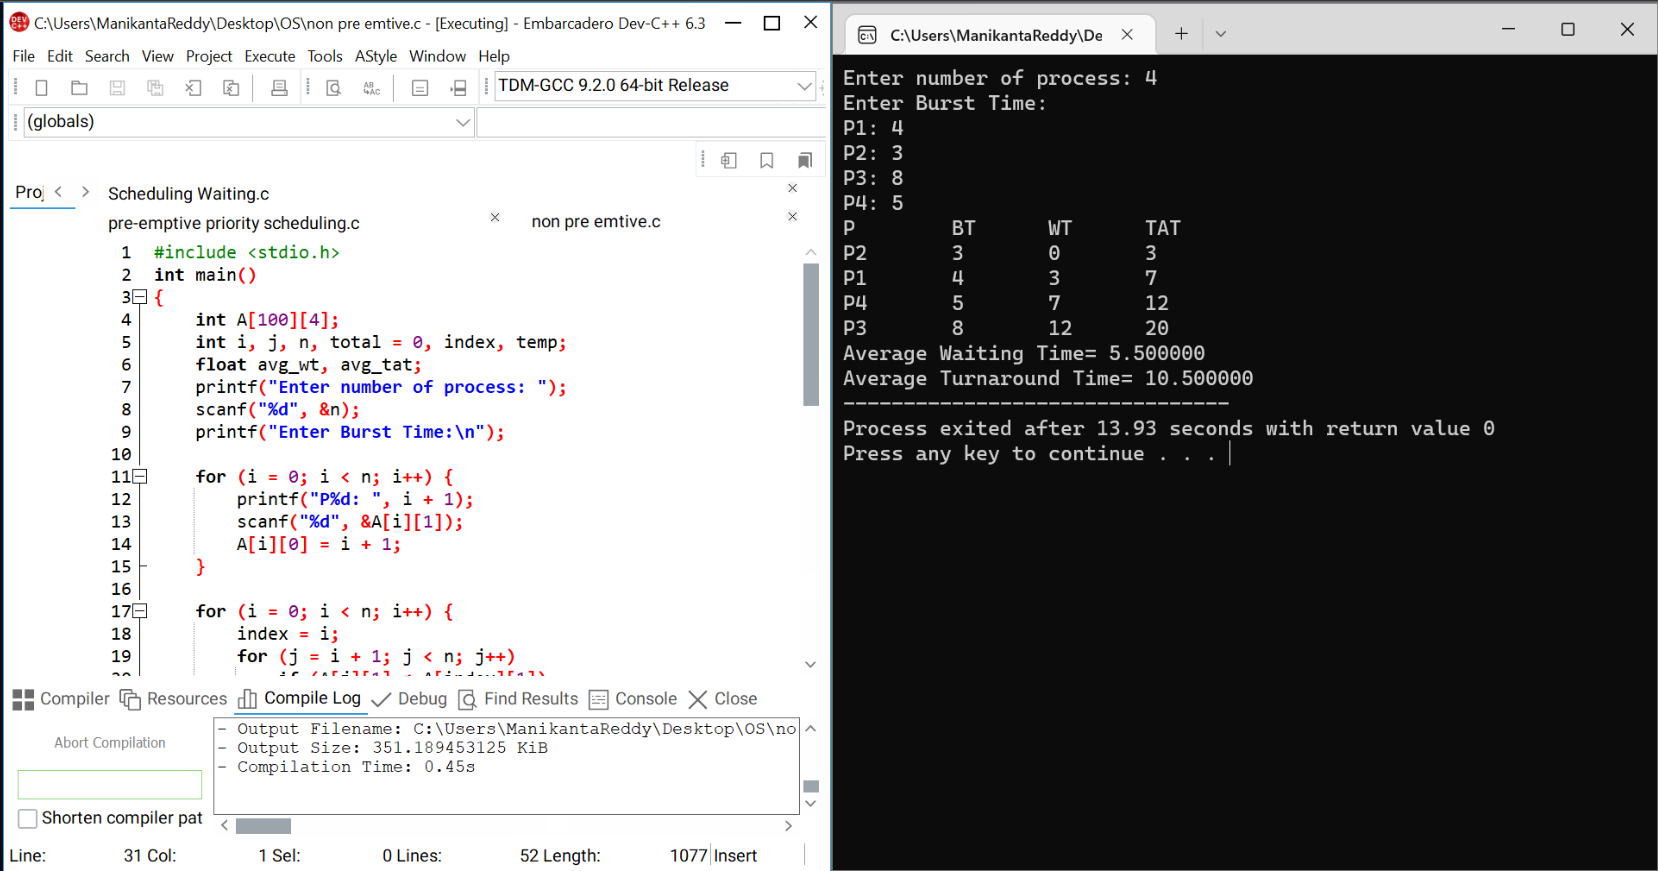 C:\Users\ManikantaReddy\Desktop\OS\non pre emtive.c - [Executing] - Embarcadero Dev-C++ 6.3
File Edit Search View Project Execute Tools AStyle Window Help
TDM-GCC 9.2.0 64-bit Release
(globals)
Proj Scheduling Waiting.c
pre-emptive priority scheduling.c non pre emtive.c
1 #include <stdio.h>
2 int main()
3 {
4 int A[100][4];
5 int i, j, n, total = 0, index, temp;
6 float avg_wt, avg_tat;
7 printf("Enter number of process: ");
8 scanf("%d", &n);
9 printf("Enter Burst Time:\n");
10
11 for (i = 0; i < n; i++) {
12 printf("P%d: ", i + 1);
13 scanf("%d", &A[i][1]);
14 A[i][0] = i + 1;
15 }
16
17 for (i = 0; i < n; i++) {
18 index = i;
19 for (j = i + 1; j < n; j++)
Compiler Resources Compile Log Debug Find Results Console Close
Abort Compilation
Shorten compiler pat
- Output Filename: C:\Users\ManikantaReddy\Desktop\OS\no
- Output Size: 351.189453125 KiB
- Compilation Time: 0.45s
Line: 31 Col: 1 Sel: 0 Lines: 52 Length: 1077 Insert
C:\Users\ManikantaReddy\De
Enter number of process: 4
Enter Burst Time:
P1: 4
P2: 3
P3: 8
P4: 5
P BT WT TAT
P2 3 0 3
P1 4 3 7
P4 5 7 12
P3 8 12 20
Average Waiting Time= 5.500000
Average Turnaround Time= 10.500000
--------------------------------
Process exited after 13.93 seconds with return value 0
Press any key to continue . . .